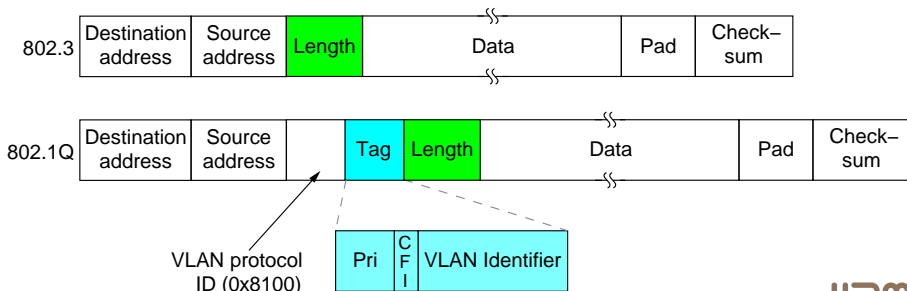 802.3 Destination address Source address Length Data Pad Check–sum
802.1Q Destination address Source address Tag Length Data Pad Check–sum
VLAN protocol
ID (0x8100)
Pri CFI VLAN Identifier